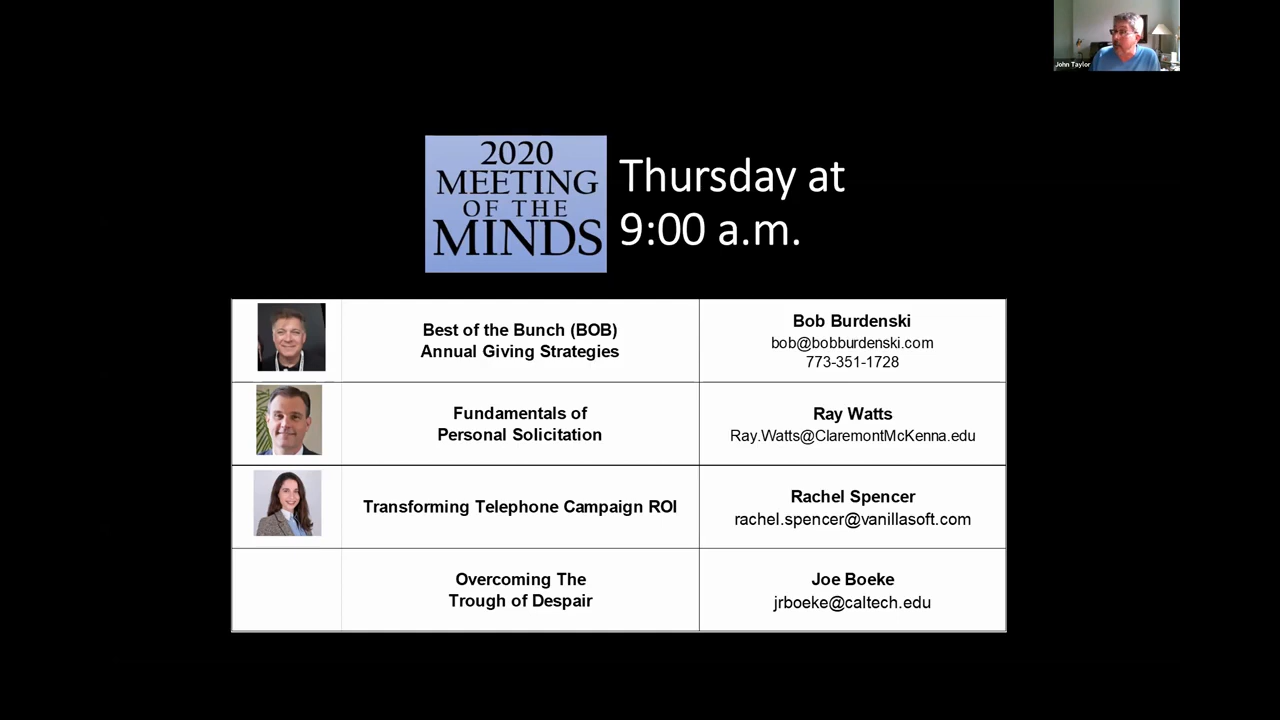 John Taylor
2020
MEETING
OF THE
MINDS
Thursday at
9:00 a.m.
Best of the Bunch (BOB)
Annual Giving Strategies
Bob Burdenski
bob@bobburdenski.com
773-351-1728
Fundamentals of
Personal Solicitation
Ray Watts
Ray.Watts@ClaremontMcKenna.edu
Transforming Telephone Campaign ROI
Rachel Spencer
rachel.spencer@vanillasoft.com
Overcoming The
Trough of Despair
Joe Boeke
jrboeke@caltech.edu